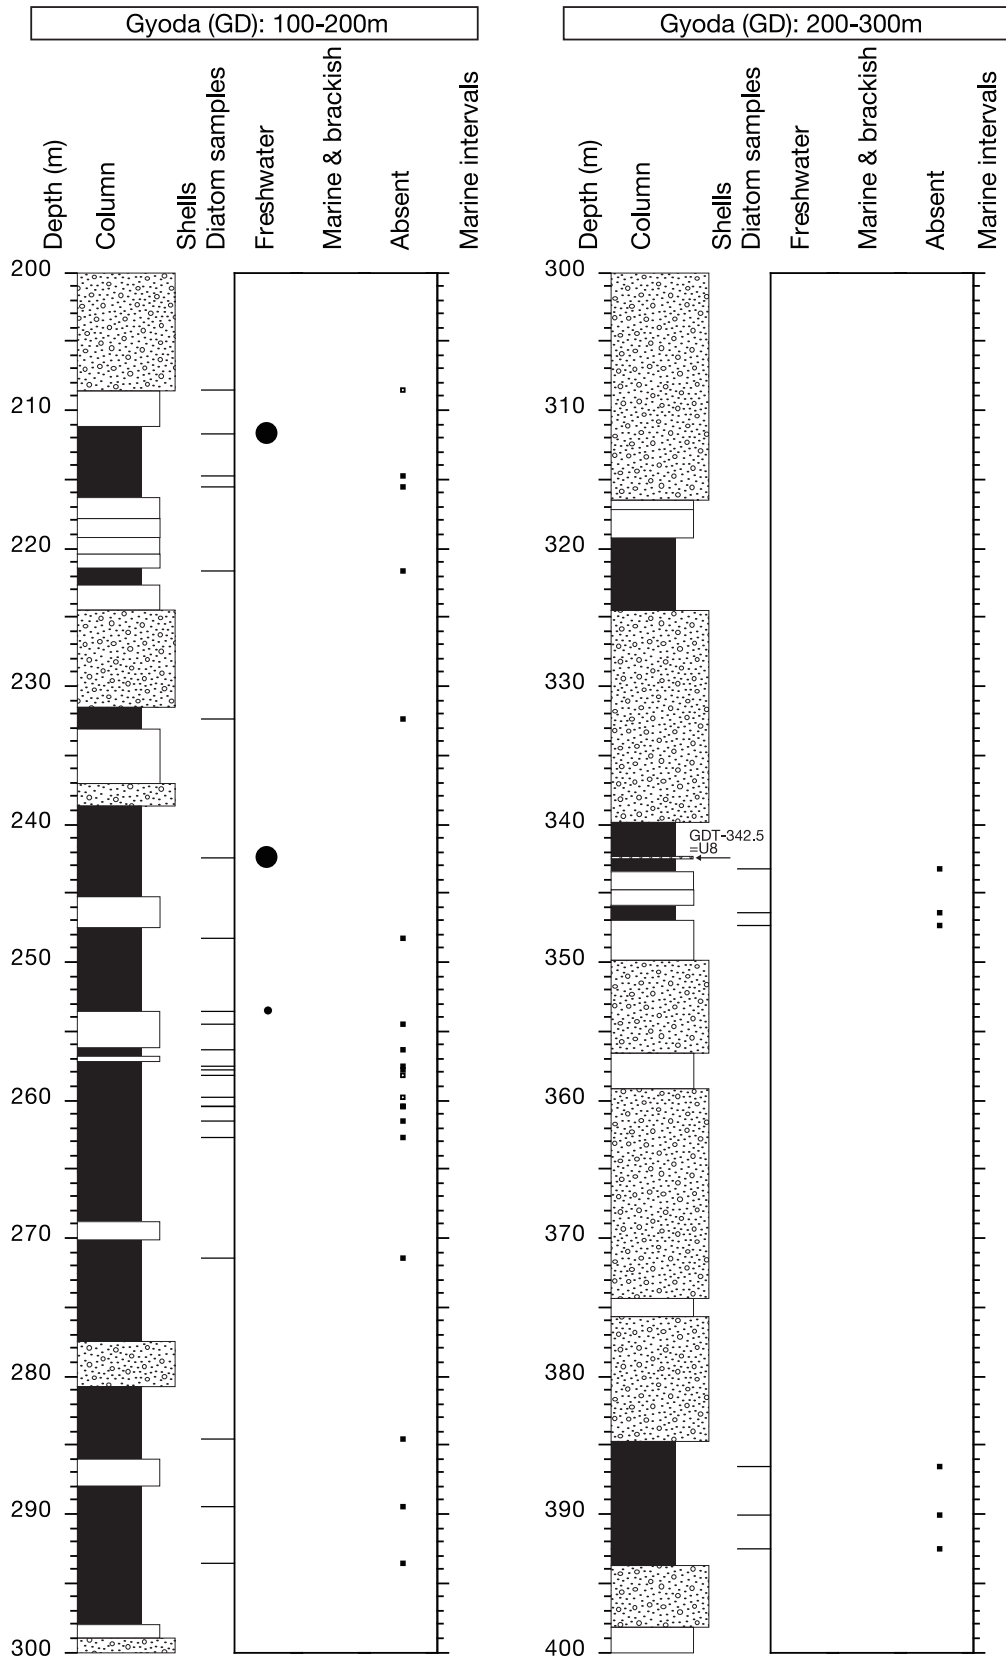 Gyoda (GD): 100-200m
Depth (m)
Column
Shells
Diatom samples
Freshwater
Marine & brackish
Absent
Marine intervals
200
210
220
230
240
250
260
270
280
290
300
Gyoda (GD): 200-300m
Depth (m)
Column
Shells
Diatom samples
Freshwater
Marine & brackish
Absent
Marine intervals
300
310
320
330
340
GDT-342.5
=U8
350
360
370
380
390
400